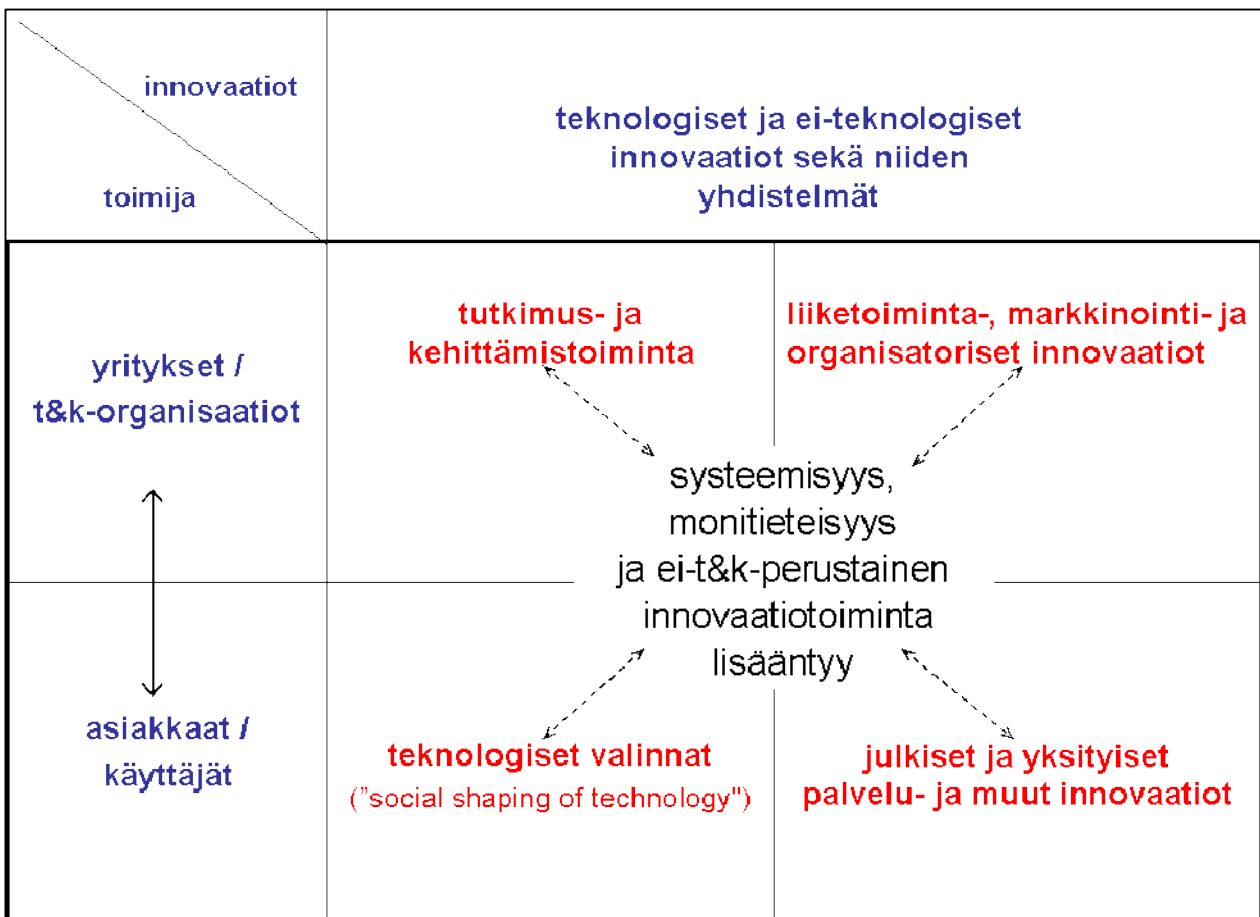 innovaatiot
toimija
teknologiset ja ei-teknologiset
innovaatiot sekä niiden
yhdistelmät
yritykset /
t&k-organisaatiot
tutkimus- ja
kehittämistoiminta
liiketoiminta-, markkinointi- ja
organisatoriset innovaatiot
systeemisyys,
monitieteisyys
ja ei-t&k-perustainen
innovaatiotoiminta
lisääntyy
asiakkaat /
käyttäjät
teknologiset valinnat
(”social shaping of technology")
julkiset ja yksityiset
palvelu- ja muut innovaatiot